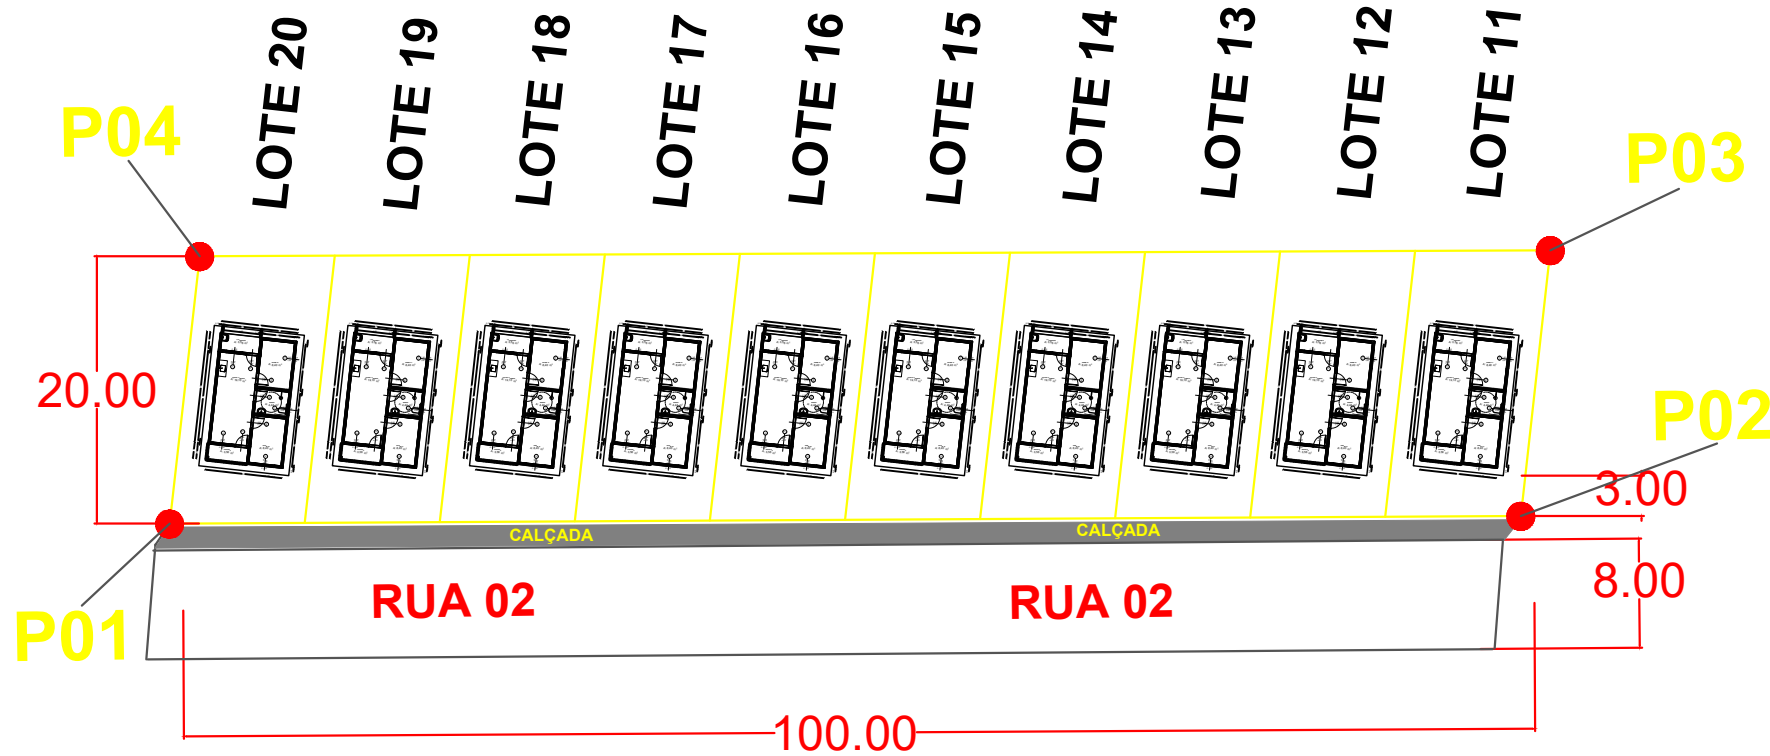 LOTE 20
LOTE 19
LOTE 18
LOTE 17
LOTE 16
LOTE 15
LOTE 14
LOTE 13
LOTE 12
LOTE 11
P04
P03
20.00
P02
3.00
CALÇADA
CALÇADA
8.00
RUA 02
RUA 02
P01
100.00